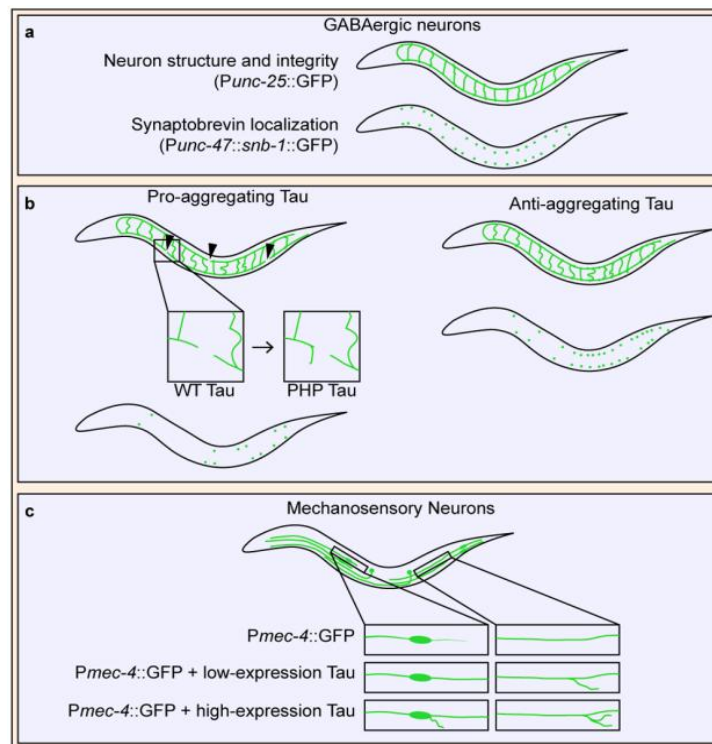 a
GABAergic neurons
Neuron structure and integrity
(Punc-25::GFP)
Synaptobrevin localization
(Punc-47::snb-1::GFP)
b
Pro-aggregating Tau
Anti-aggregating Tau
WT Tau
PHP Tau
c
Mechanosensory Neurons
Pmec-4::GFP
Pmec-4::GFP + low-expression Tau
Pmec-4::GFP + high-expression Tau